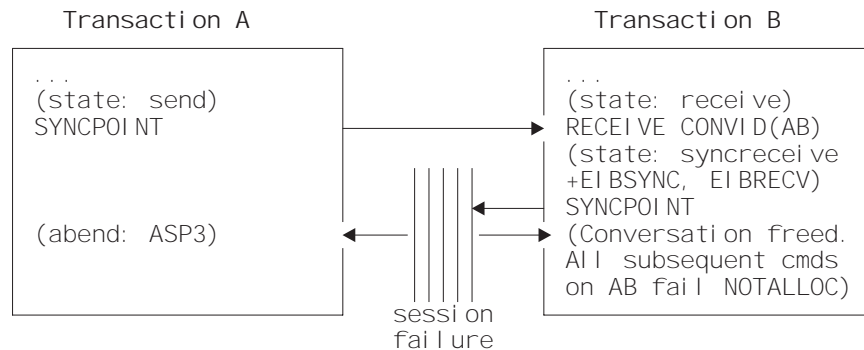 Transaction A
Transaction B
...
(state: send)
SYNCPOINT
(abend: ASP3)
...
(state: receive)
RECEIVE CONVID(AB)
(state: syncreceive
+EIBSYNC, EIBRECV)
SYNCPOINT
(Conversation freed.
All subsequent cmds
on AB fail NOTALLOC)
session
failure